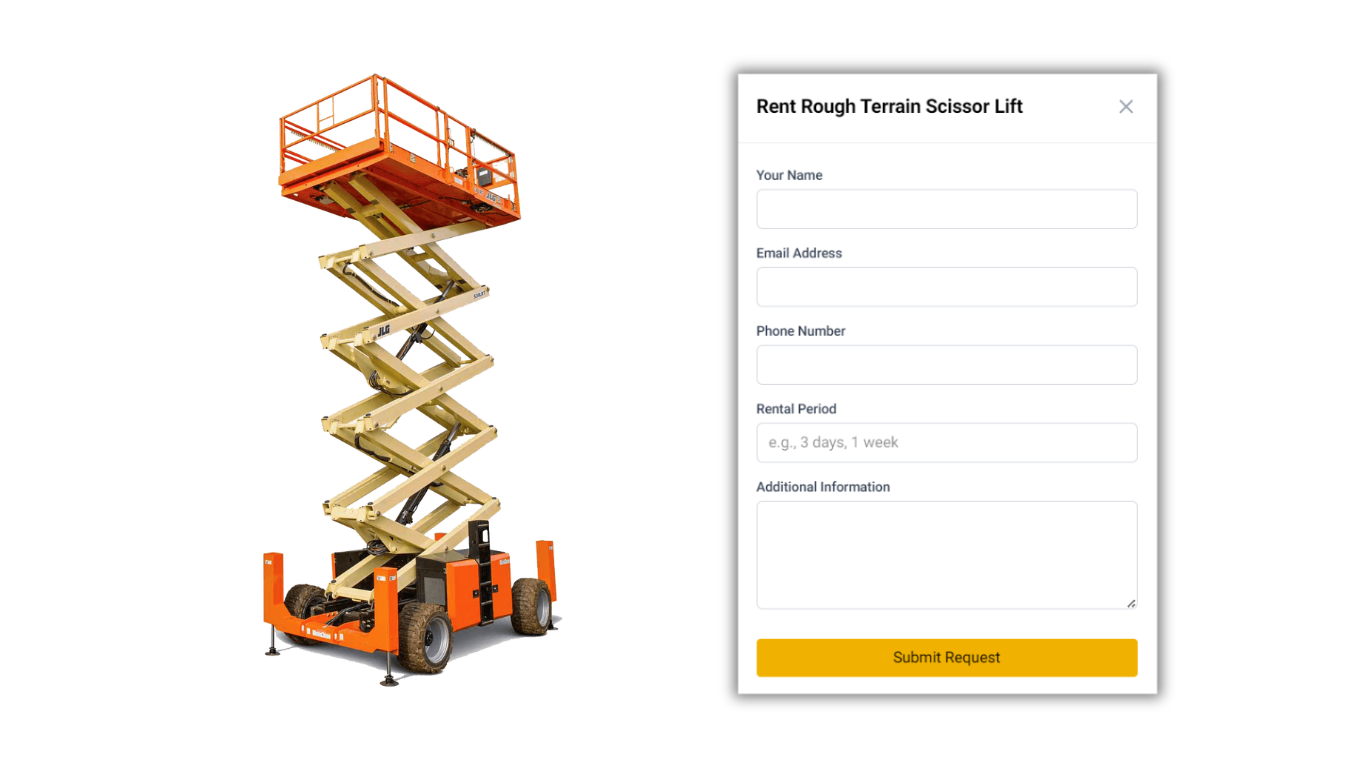 JLG
JLG
Rent Rough Terrain Scissor Lift
Your Name
Email Address
Phone Number
Rental Period
e.g., 3 days, 1 week
Additional Information
Submit Request